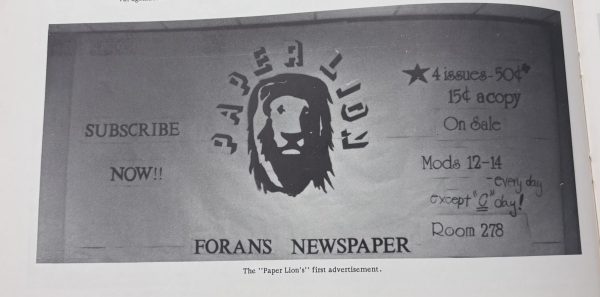 PAPER LION
SUBSCRIBE
NOW!!
★ 4 issues - 50¢*
15¢ a copy
On Sale
Mods 12-14
- every day
except "C" day!
Room 278
FORANS NEWSPAPER
The "Paper Lion's" first advertisement.